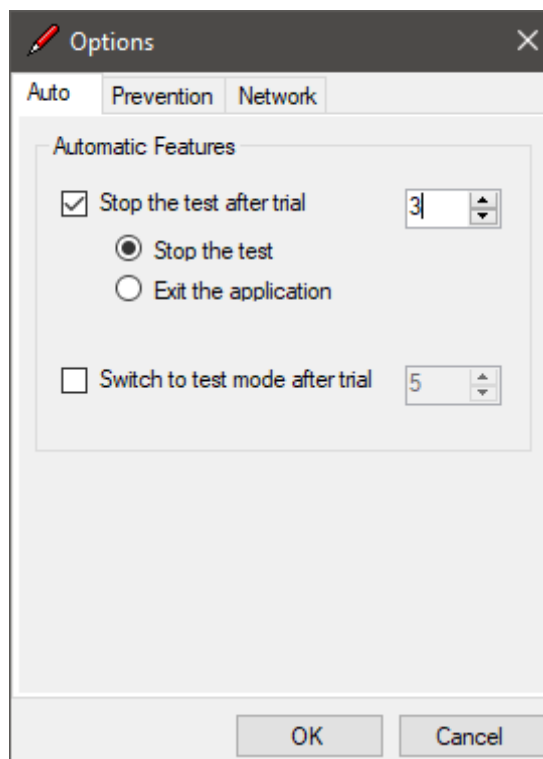 Options
Auto Prevention Network
Automatic Features
Stop the test after trial 3
Stop the test
Exit the application
Switch to test mode after trial 5
OK Cancel